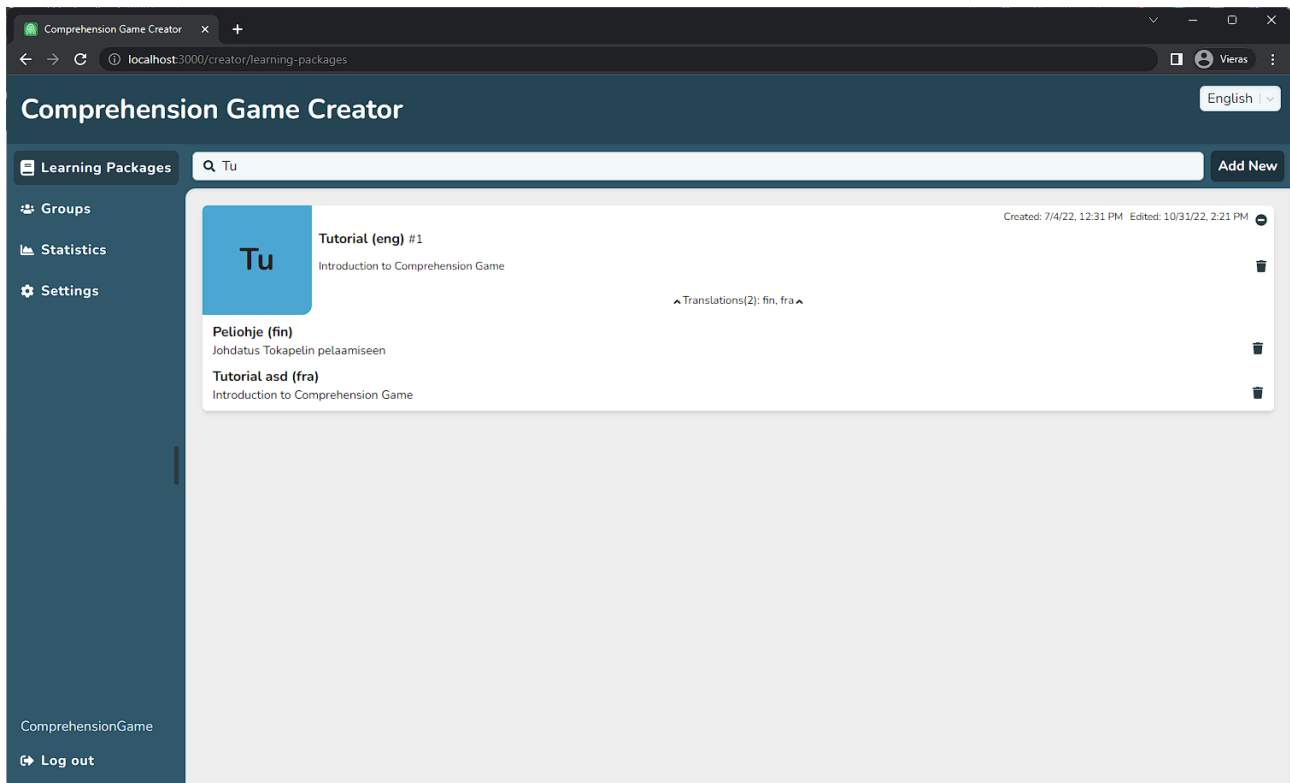 Comprehension Game Creator
localhost:3000/creator/learning-packages
Vieras
Comprehension Game Creator
English
Learning Packages
Tu
Add New
Groups
Statistics
Settings
Created: 7/4/22, 12:31 PM Edited: 10/31/22, 2:21 PM
Tu
Tutorial (eng) #1
Introduction to Comprehension Game
Translations(2): fin, fra
Peliohje (fin)
Johdatus Tokapelin pelaamiseen
Tutorial asd (fra)
Introduction to Comprehension Game
ComprehensionGame
Log out